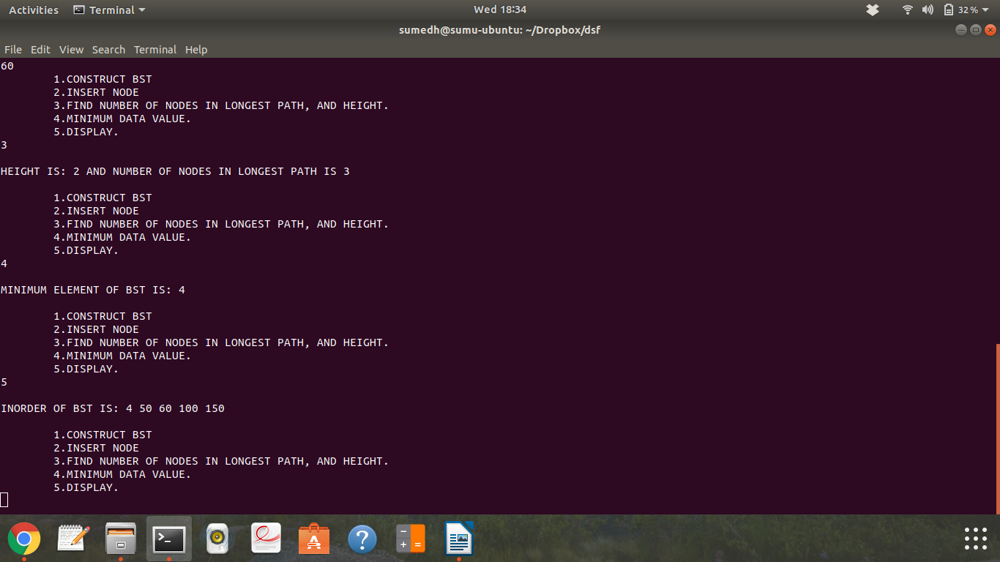 Activities Terminal Wed 18:34 32%
sumedh@sumu-ubuntu: ~/Dropbox/dsf
File Edit View Search Terminal Help
60
1.CONSTRUCT BST
2.INSERT NODE
3.FIND NUMBER OF NODES IN LONGEST PATH, AND HEIGHT.
4.MINIMUM DATA VALUE.
5.DISPLAY.
3
HEIGHT IS: 2 AND NUMBER OF NODES IN LONGEST PATH IS 3
1.CONSTRUCT BST
2.INSERT NODE
3.FIND NUMBER OF NODES IN LONGEST PATH, AND HEIGHT.
4.MINIMUM DATA VALUE.
5.DISPLAY.
4
MINIMUM ELEMENT OF BST IS: 4
1.CONSTRUCT BST
2.INSERT NODE
3.FIND NUMBER OF NODES IN LONGEST PATH, AND HEIGHT.
4.MINIMUM DATA VALUE.
5.DISPLAY.
5
INORDER OF BST IS: 4 50 60 100 150
1.CONSTRUCT BST
2.INSERT NODE
3.FIND NUMBER OF NODES IN LONGEST PATH, AND HEIGHT.
4.MINIMUM DATA VALUE.
5.DISPLAY.